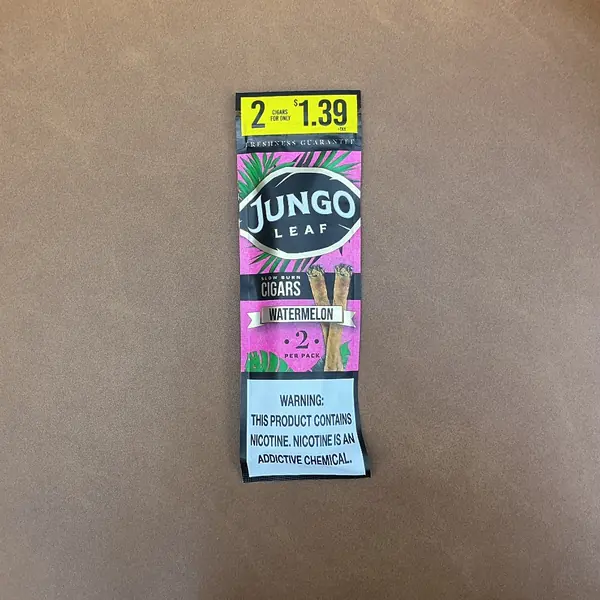 2 CIGARS FOR ONLY $1.39
+TAX
FRESHNESS GUARANTEE
JUNGO
LEAF
SLOW BURN
CIGARS
WATERMELON
• 2 •
PER PACK
WARNING:
THIS PRODUCT CONTAINS
NICOTINE. NICOTINE IS AN
ADDICTIVE CHEMICAL.